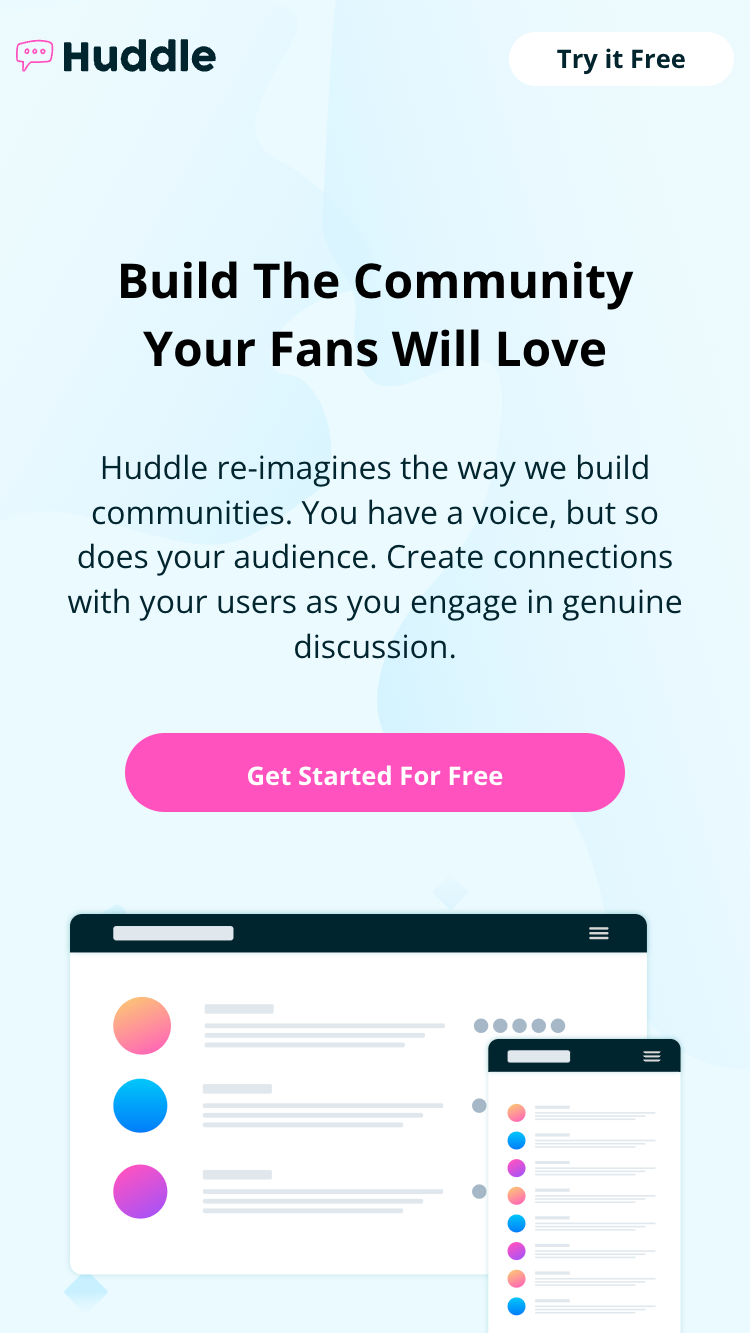 Huddle
Try it Free
Build The Community
Your Fans Will Love
Huddle re-imagines the way we build
communities. You have a voice, but so
does your audience. Create connections
with your users as you engage in genuine
discussion.
Get Started For Free